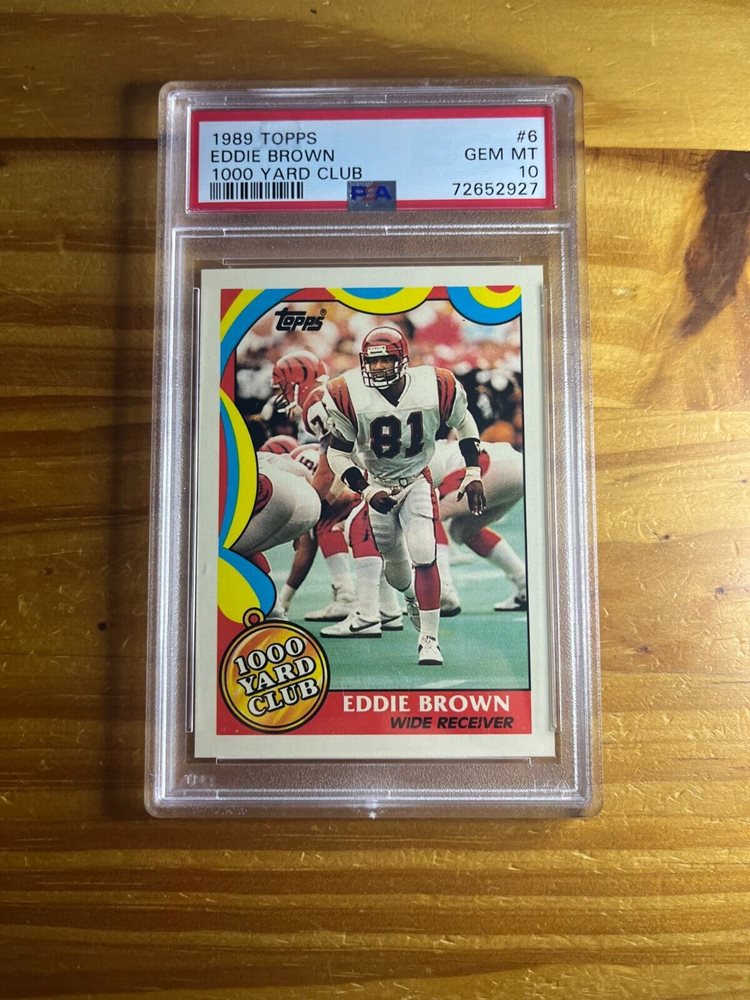 1989 TOPPS #6
EDDIE BROWN GEM MT
1000 YARD CLUB 10
PSA 72652927
Topps®
81
1000
YARD
CLUB
EDDIE BROWN
WIDE RECEIVER